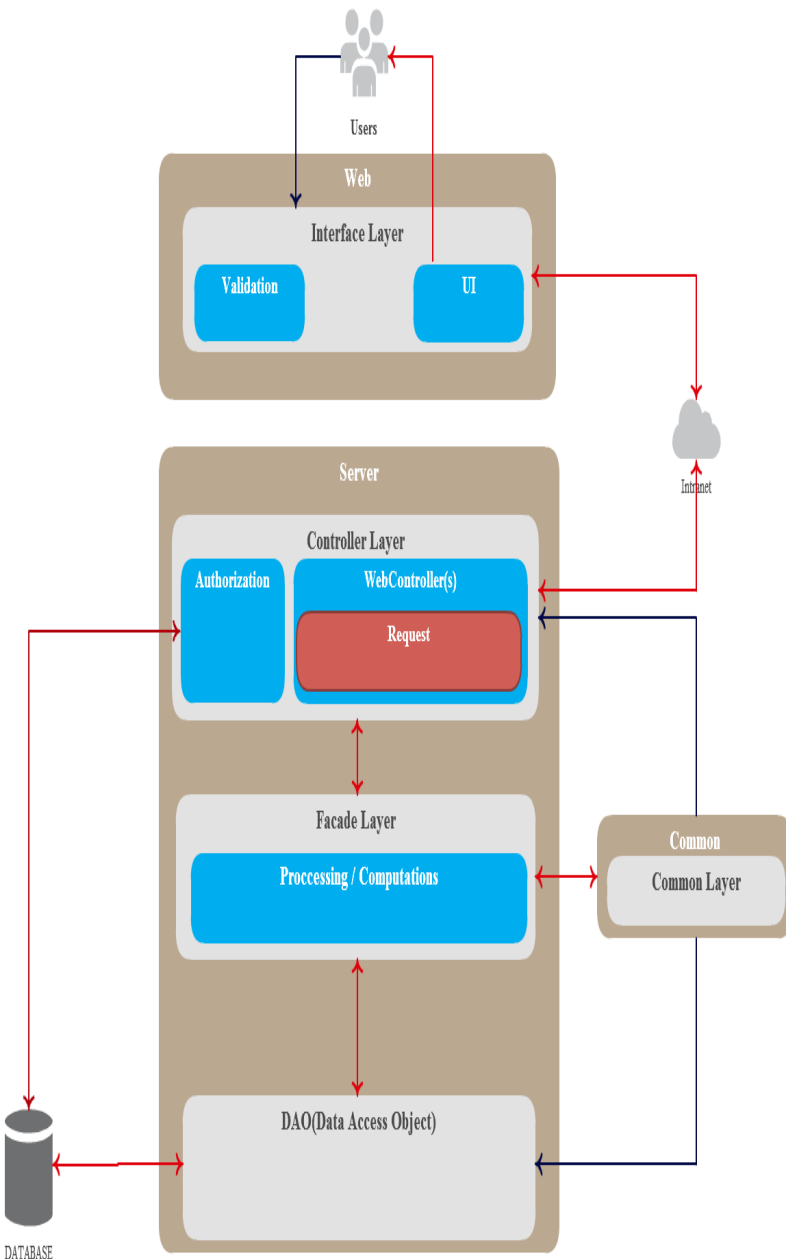 Users
Web
Interface Layer
Validation
UI
Intranet
Server
Controller Layer
Authorization
WebController(s)
Request
Facade Layer
Proccessing / Computations
Common
Common Layer
DAO(Data Access Object)
DATABASE